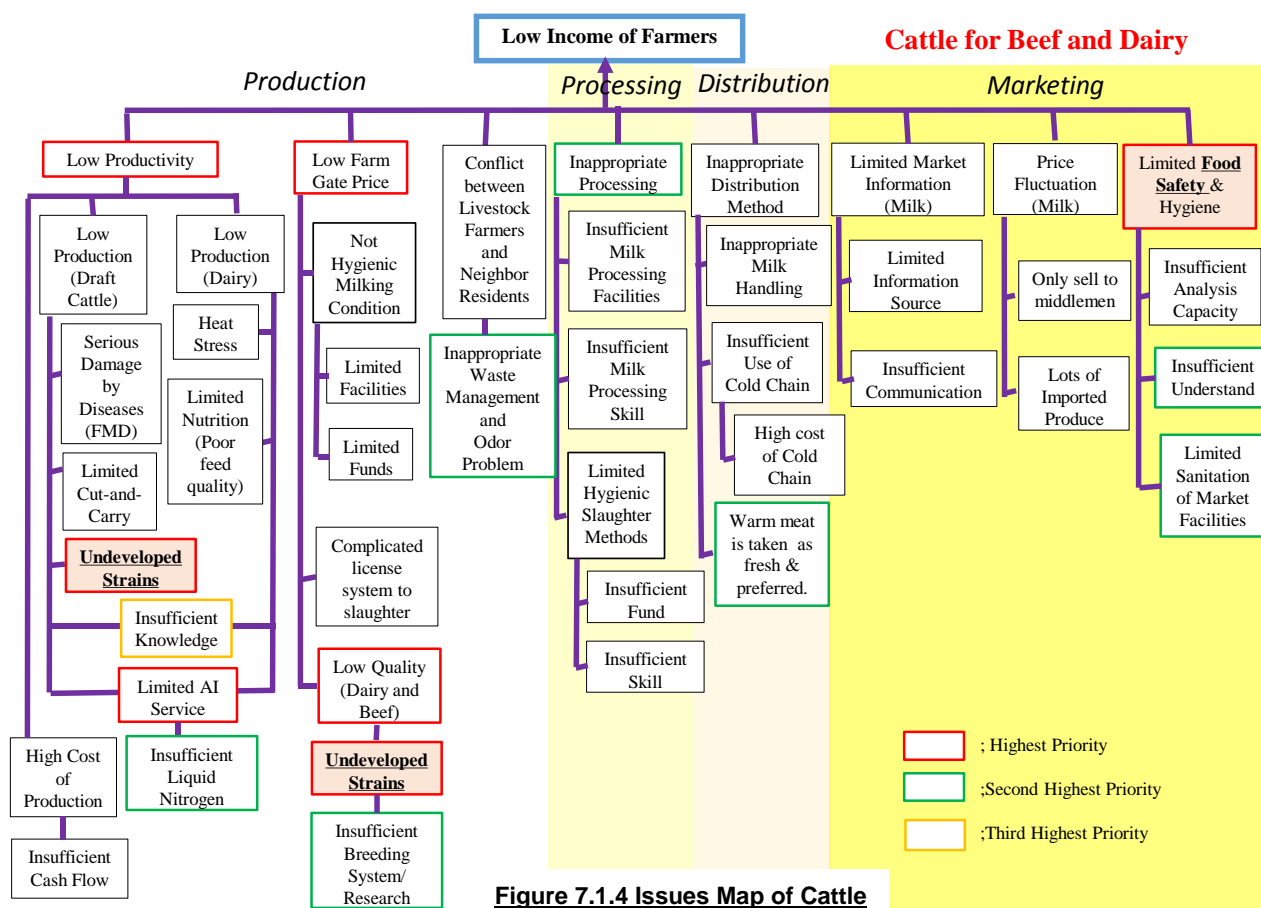 Low Income of Farmers
Cattle for Beef and Dairy
Production
Processing
Distribution
Marketing
Low Productivity
Low Farm
Gate Price
Conflict
between
Livestock
Farmers
and
Neighbor
Residents
Inappropriate
Processing
Inappropriate
Distribution
Method
Limited Market
Information
(Milk)
Price
Fluctuation
(Milk)
Limited Food
Safety &
Hygiene
Low
Production
(Draft
Cattle)
Low
Production
(Dairy)
Not
Hygienic
Milking
Condition
Insufficient
Milk
Processing
Facilities
Inappropriate
Milk
Handling
Limited
Information
Source
Only sell to
middlemen
Insufficient
Analysis
Capacity
Serious
Damage
by
Diseases
(FMD)
Heat
Stress
Limited
Facilities
Inappropriate
Waste
Management
and
Odor
Problem
Insufficient
Milk
Processing
Skill
Insufficient
Use of
Cold Chain
Insufficient
Communication
Lots of
Imported
Produce
Insufficient
Understand
Limited
Nutrition
(Poor
feed
quality)
Limited
Funds
High cost
of Cold
Chain
Limited
Sanitation
of Market
Facilities
Limited
Cut-and-
Carry
Limited
Hygienic
Slaughter
Methods
Warm meat
is taken as
fresh &
preferred.
Undeveloped
Strains
Complicated
license
system to
slaughter
Insufficient
Fund
Insufficient
Knowledge
Insufficient
Skill
Limited AI
Service
Low Quality
(Dairy and
Beef)
High Cost
of
Production
Insufficient
Liquid
Nitrogen
Undeveloped
Strains
Insufficient
Cash Flow
Insufficient
Breeding
System/
Research
; Highest Priority
;Second Highest Priority
;Third Highest Priority
Figure 7.1.4 Issues Map of Cattle